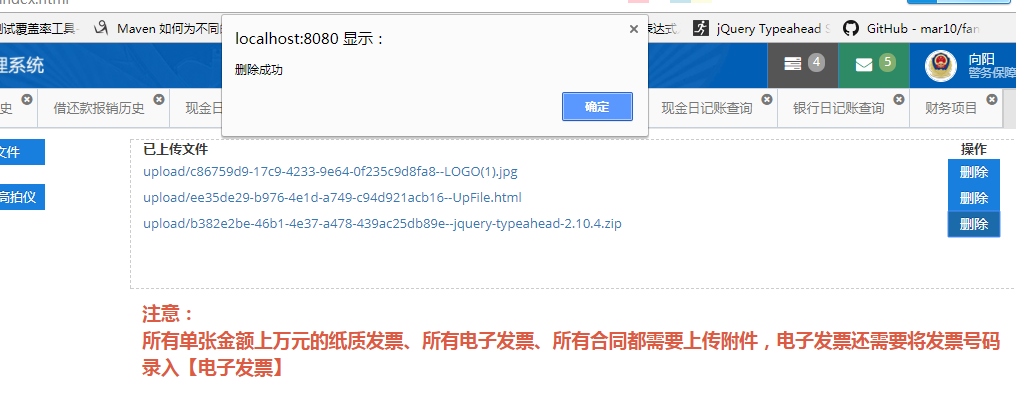 index.html
测试覆盖率工具-
Maven 如何为不同的
表达式
jQuery Typeahead S
GitHub - mar10/fan
localhost:8080 显示：
删除成功
确定
理系统
4
5
向阳
警务保障
史
借还款报销历史
现金日
现金日记账查询
银行日记账查询
财务项目
文件
高拍仪
已上传文件
操作
upload/c86759d9-17c9-4233-9e64-0f235c9d8fa8--LOGO(1).jpg
删除
upload/ee35de29-b976-4e1d-a749-c94d921acb16--UpFile.html
删除
upload/b382e2be-46b1-4e37-a478-439ac25db89e--jquery-typeahead-2.10.4.zip
删除
注意：
所有单张金额上万元的纸质发票、所有电子发票、所有合同都需要上传附件，电子发票还需要将发票号码
录入【电子发票】